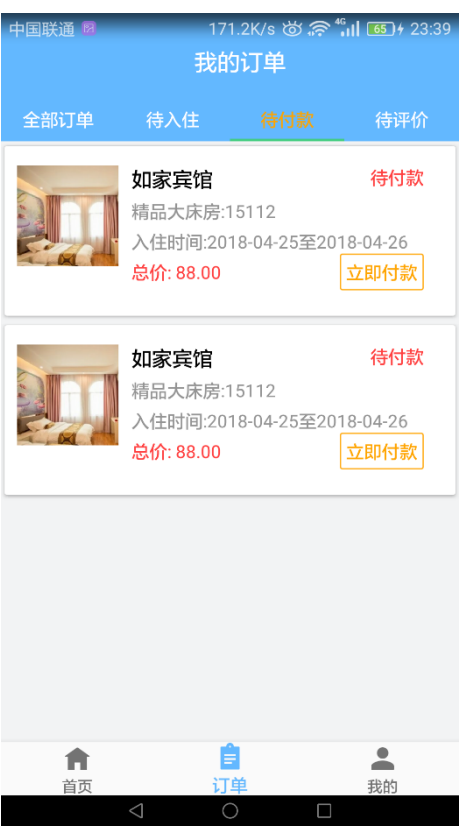 中国联通 171.2K/s 4G 65 23:39
我的订单
全部订单 待入住 待付款 待评价
如家宾馆 待付款
精品大床房:15112
入住时间:2018-04-25至2018-04-26
总价: 88.00 立即付款
如家宾馆 待付款
精品大床房:15112
入住时间:2018-04-25至2018-04-26
总价: 88.00 立即付款
首页 订单 我的